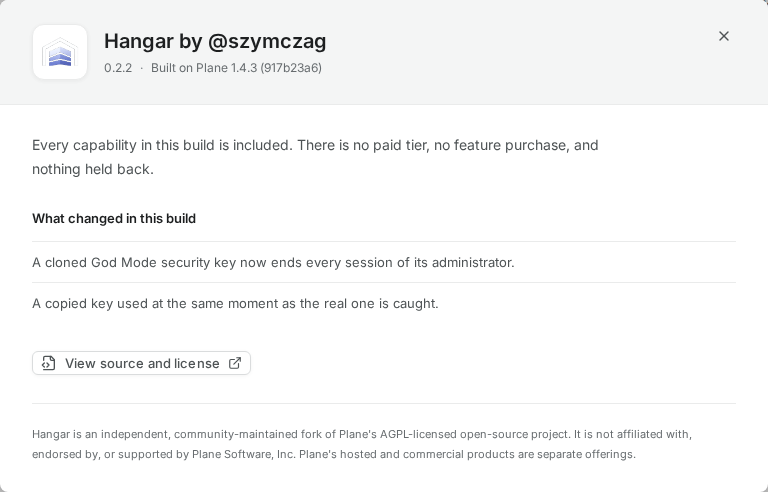 Hangar by @szymczag
0.2.2 · Built on Plane 1.4.3 (917b23a6)
Every capability in this build is included. There is no paid tier, no feature purchase, and
nothing held back.
What changed in this build
A cloned God Mode security key now ends every session of its administrator.
A copied key used at the same moment as the real one is caught.
View source and license
Hangar is an independent, community-maintained fork of Plane's AGPL-licensed open-source project. It is not affiliated with,
endorsed by, or supported by Plane Software, Inc. Plane's hosted and commercial products are separate offerings.